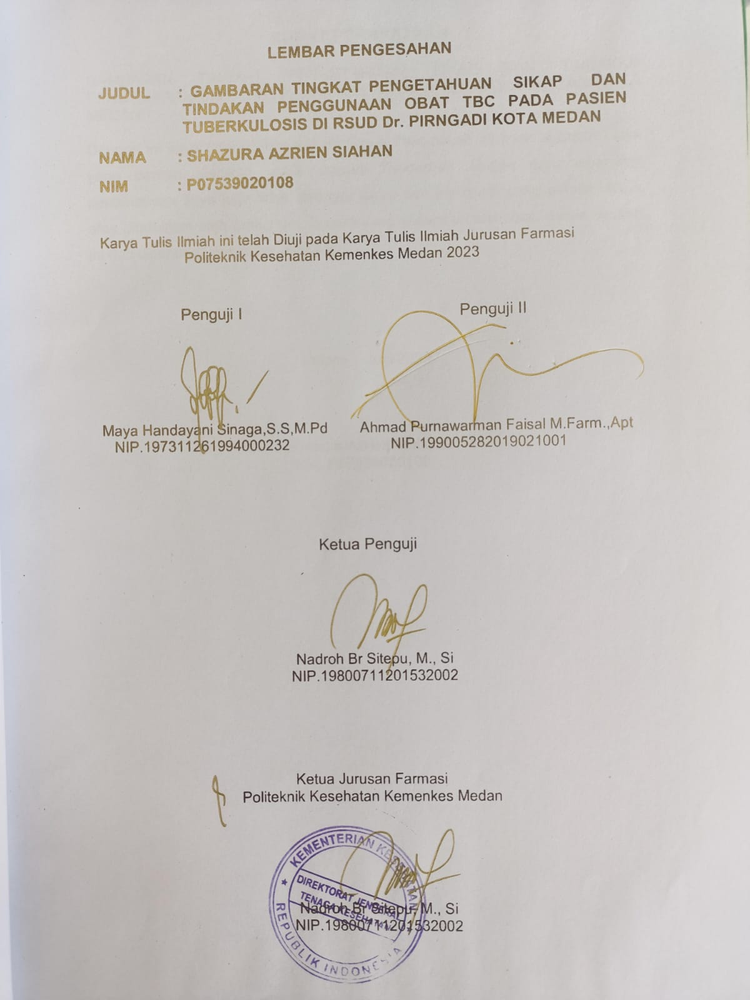 LEMBAR PENGESAHAN
JUDUL : GAMBARAN TINGKAT PENGETAHUAN SIKAP DAN
TINDAKAN PENGGUNAAN OBAT TBC PADA PASIEN
TUBERKULOSIS DI RSUD Dr. PIRNGADI KOTA MEDAN
NAMA : SHAZURA AZRIEN SIAHAN
NIM : P07539020108
Karya Tulis Ilmiah ini telah Diuji pada Karya Tulis Ilmiah Jurusan Farmasi
Politeknik Kesehatan Kemenkes Medan 2023
Penguji I
Penguji II
Maya Handayani Sinaga,S.S,M.Pd
NIP.197311261994000232
Ahmad Purnawarman Faisal M.Farm.,Apt
NIP.199005282019021001
Ketua Penguji
Nadroh Br Sitepu, M., Si
NIP.19800711201532002
Ketua Jurusan Farmasi
Politeknik Kesehatan Kemenkes Medan
KEMENTERIAN KESEHATAN
DIREKTORAT JENDERAL
TENAGA KESEHATAN
REPUBLIK INDONESIA
Nadroh Br Sitepu, M., Si
NIP.19800711201532002